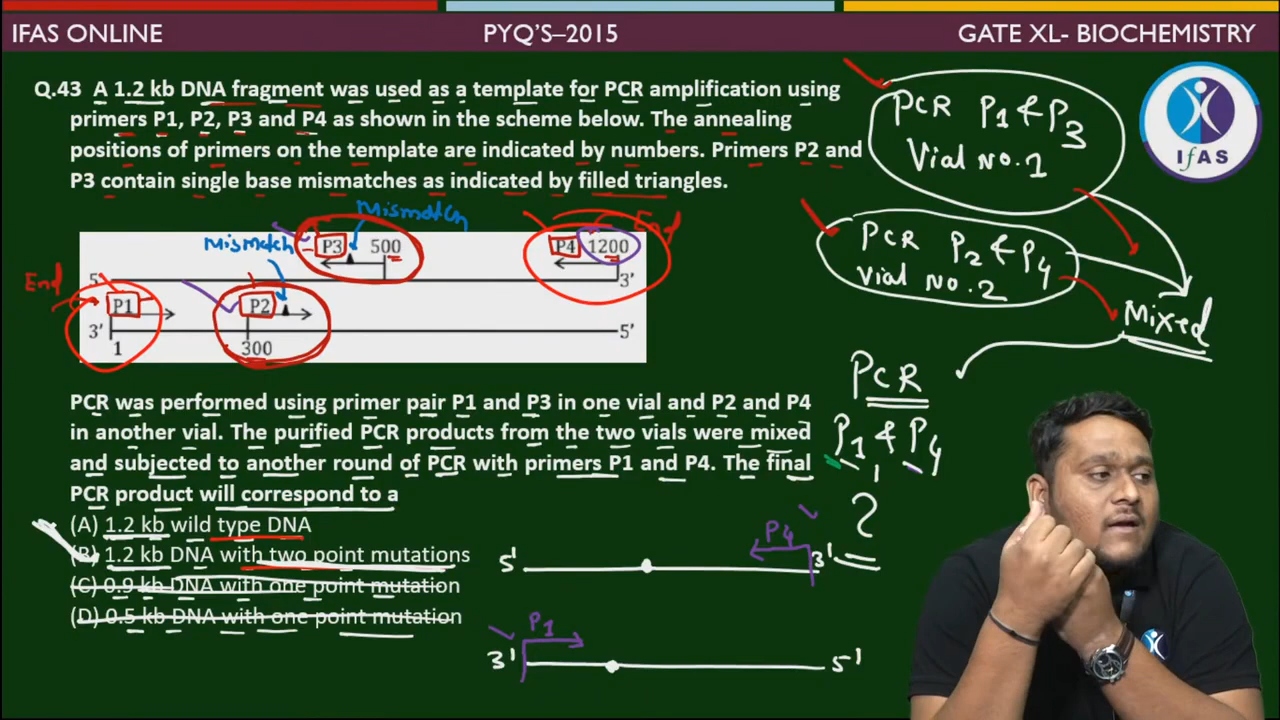 IFAS ONLINE
PYQ'S–2015
GATE XL- BIOCHEMISTRY
Q.43 A 1.2 kb DNA fragment was used as a template for PCR amplification using
primers P1, P2, P3 and P4 as shown in the scheme below. The annealing
positions of primers on the template are indicated by numbers. Primers P2 and
P3 contain single base mismatches as indicated by filled triangles.
Mismatch
Mismatch
End
P3 500
P4 1200
5'
3'
End
P1
P2
3'
5'
1
300
PCR was performed using primer pair P1 and P3 in one vial and P2 and P4
in another vial. The purified PCR products from the two vials were mixed
and subjected to another round of PCR with primers P1 and P4. The final
PCR product will correspond to a
(A) 1.2 kb wild type DNA
(B) 1.2 kb DNA with two point mutations
(C) 0.9 kb DNA with one point mutation
(D) 0.5 kb DNA with one point mutation
PCR P1 & P3
Vial No. 1
PCR P2 & P4
Vial No. 2
Mixed
PCR
P1 & P4
?
P4
5'
3'
P1
3'
5'
IfAS